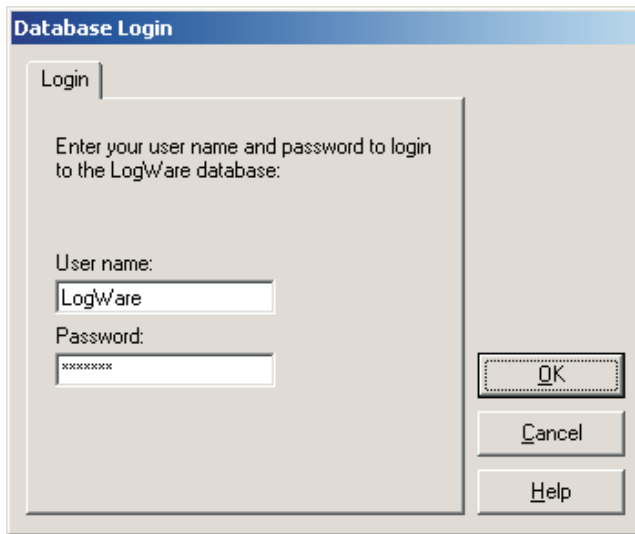 Database Login
Login
Enter your user name and password to login
to the LogWare database:
User name:
LogWare
Password:
*******
OK
Cancel
Help